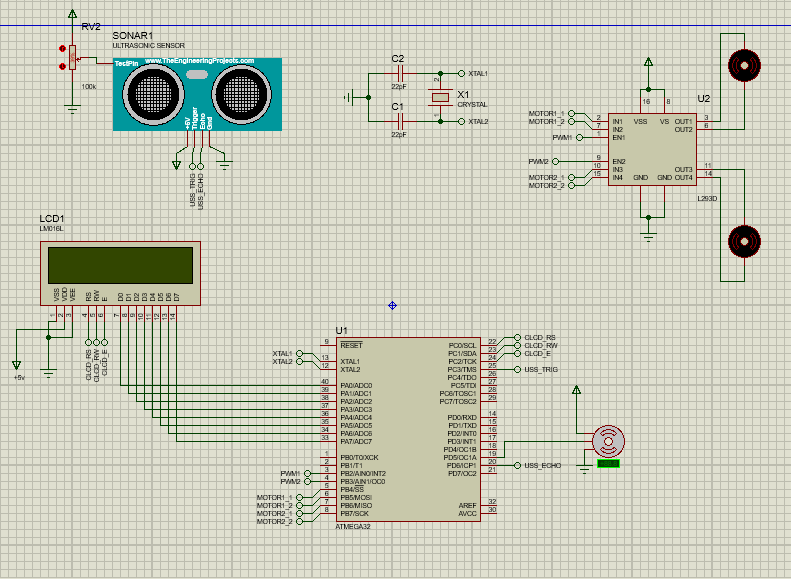 RV2
100k
SONAR1
ULTRASONIC SENSOR
TestPin
www.TheEngineeringProjects.com
+5V
Trigger
Echo
Gnd
USS_TRIG
USS_ECHO
C2
22pF
C1
22pF
XTAL1
XTAL2
2
1
X1
CRYSTAL
U2
L293D
MOTOR1_1
MOTOR1_2
PWM1
PWM2
MOTOR2_1
MOTOR2_2
2 IN1
7 IN2
1 EN1
9 EN2
10 IN3
15 IN4
16 VSS
8 VS
OUT1 3
OUT2 6
OUT3 11
OUT4 14
GND
GND
LCD1
LM016L
VSS VDD VEE RS RW E D0 D1 D2 D3 D4 D5 D6 D7
1 2 3 4 5 6 7 8 9 10 11 12 13 14
+5v
CLCD_RS
CLCD_RW
CLCD_E
U1
ATMEGA32
XTAL1
XTAL2
9 RESET
13 XTAL1
12 XTAL2
40 PA0/ADC0
39 PA1/ADC1
38 PA2/ADC2
37 PA3/ADC3
36 PA4/ADC4
35 PA5/ADC5
34 PA6/ADC6
33 PA7/ADC7
1 PB0/T0/XCK
2 PB1/T1
PWM1 3 PB2/AIN0/INT2
PWM2 4 PB3/AIN1/OC0
5 PB4/SS
MOTOR1_1 6 PB5/MOSI
MOTOR1_2 7 PB6/MISO
MOTOR2_1 8 PB7/SCK
MOTOR2_2
PC0/SCL 22 CLCD_RS
PC1/SDA 23 CLCD_RW
PC2/TCK 24 CLCD_E
PC3/TMS 25 USS_TRIG
PC4/TDO 26
PC5/TDI 27
PC6/TOSC1 28
PC7/TOSC2 29
PD0/RXD 14
PD1/TXD 15
PD2/INT0 16
PD3/INT1 17
PD4/OC1B 18
PD5/OC1A 19
PD6/ICP1 20 USS_ECHO
PD7/OC2 21
AREF 32
AVCC 30